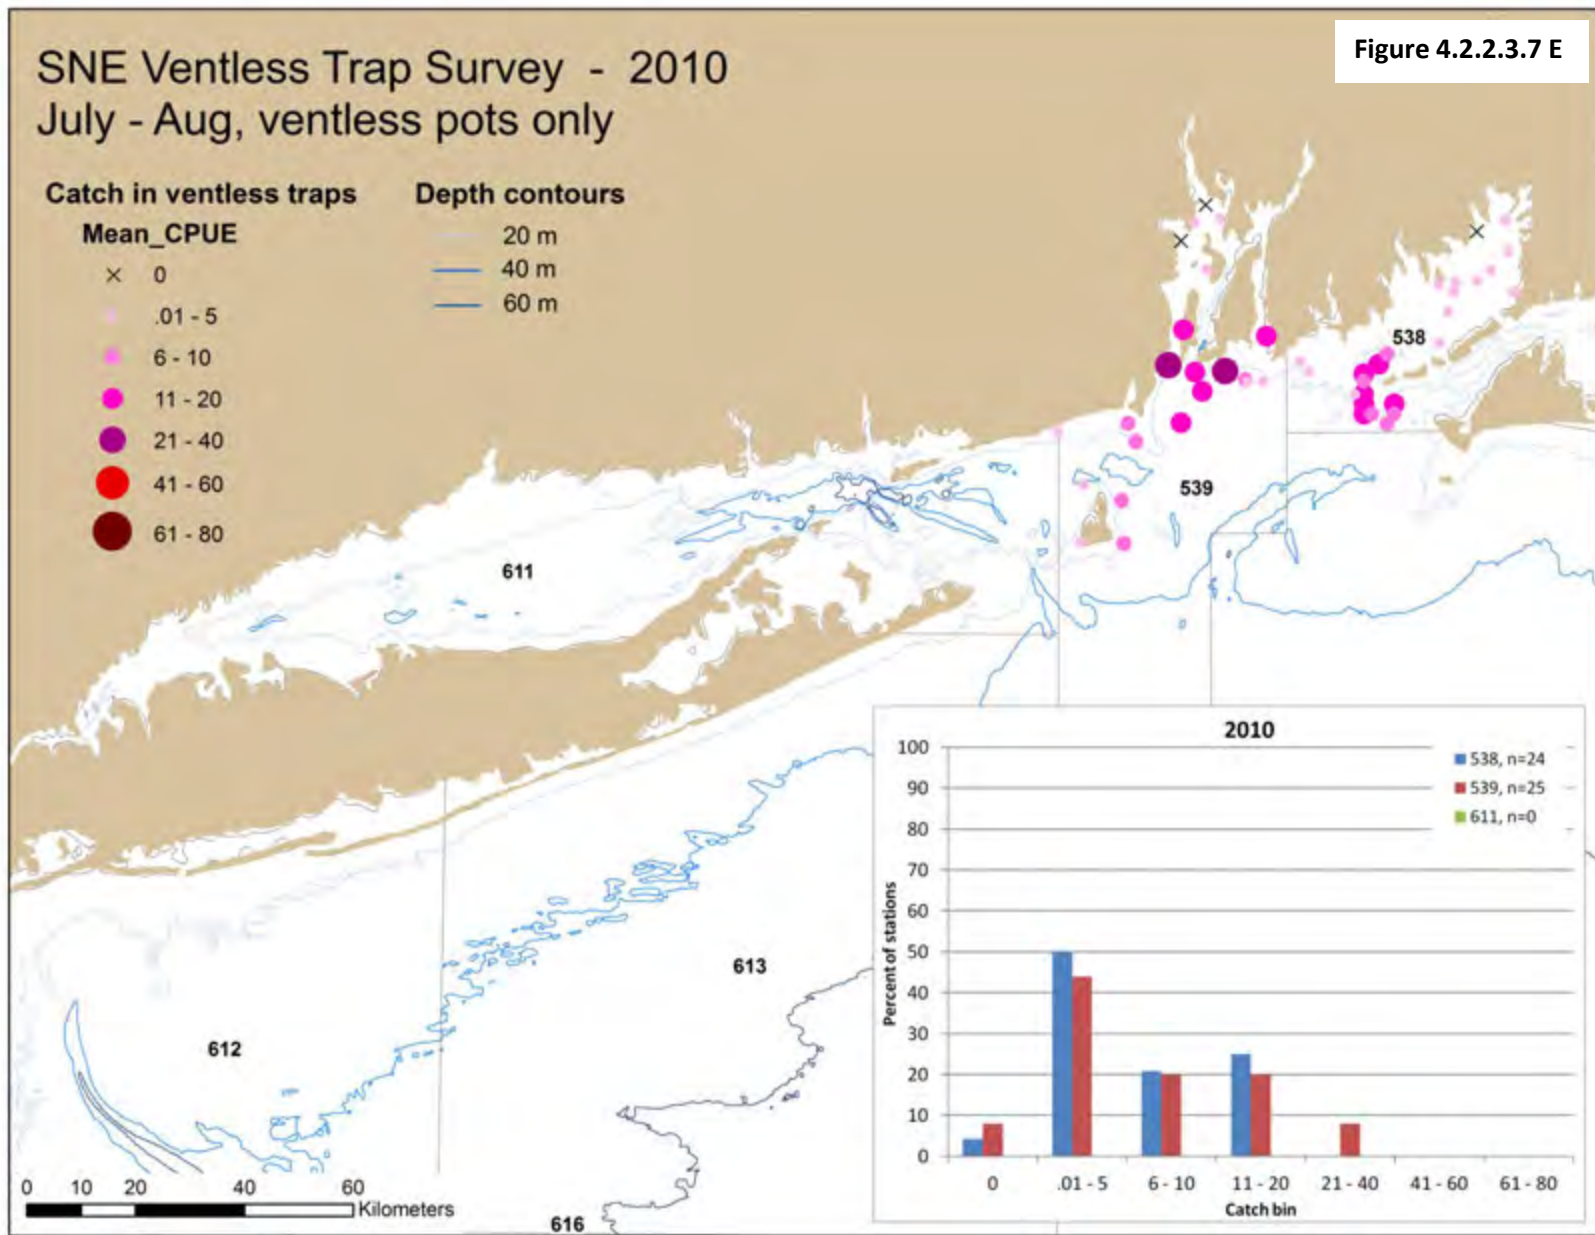 Figure 4.2.2.3.7 E
SNE Ventless Trap Survey - 2010
July - Aug, ventless pots only
Catch in ventless traps
Mean_CPUE
0
.01 - 5
6 - 10
11 - 20
21 - 40
41 - 60
61 - 80
Depth contours
20 m
40 m
60 m
538
539
611
613
612
616
0 10 20 40 60
Kilometers
2010
538, n=24
539, n=25
611, n=0
Percent of stations
100
90
80
70
60
50
40
30
20
10
0
0 .01 - 5 6 - 10 11 - 20 21 - 40 41 - 60 61 - 80
Catch bin